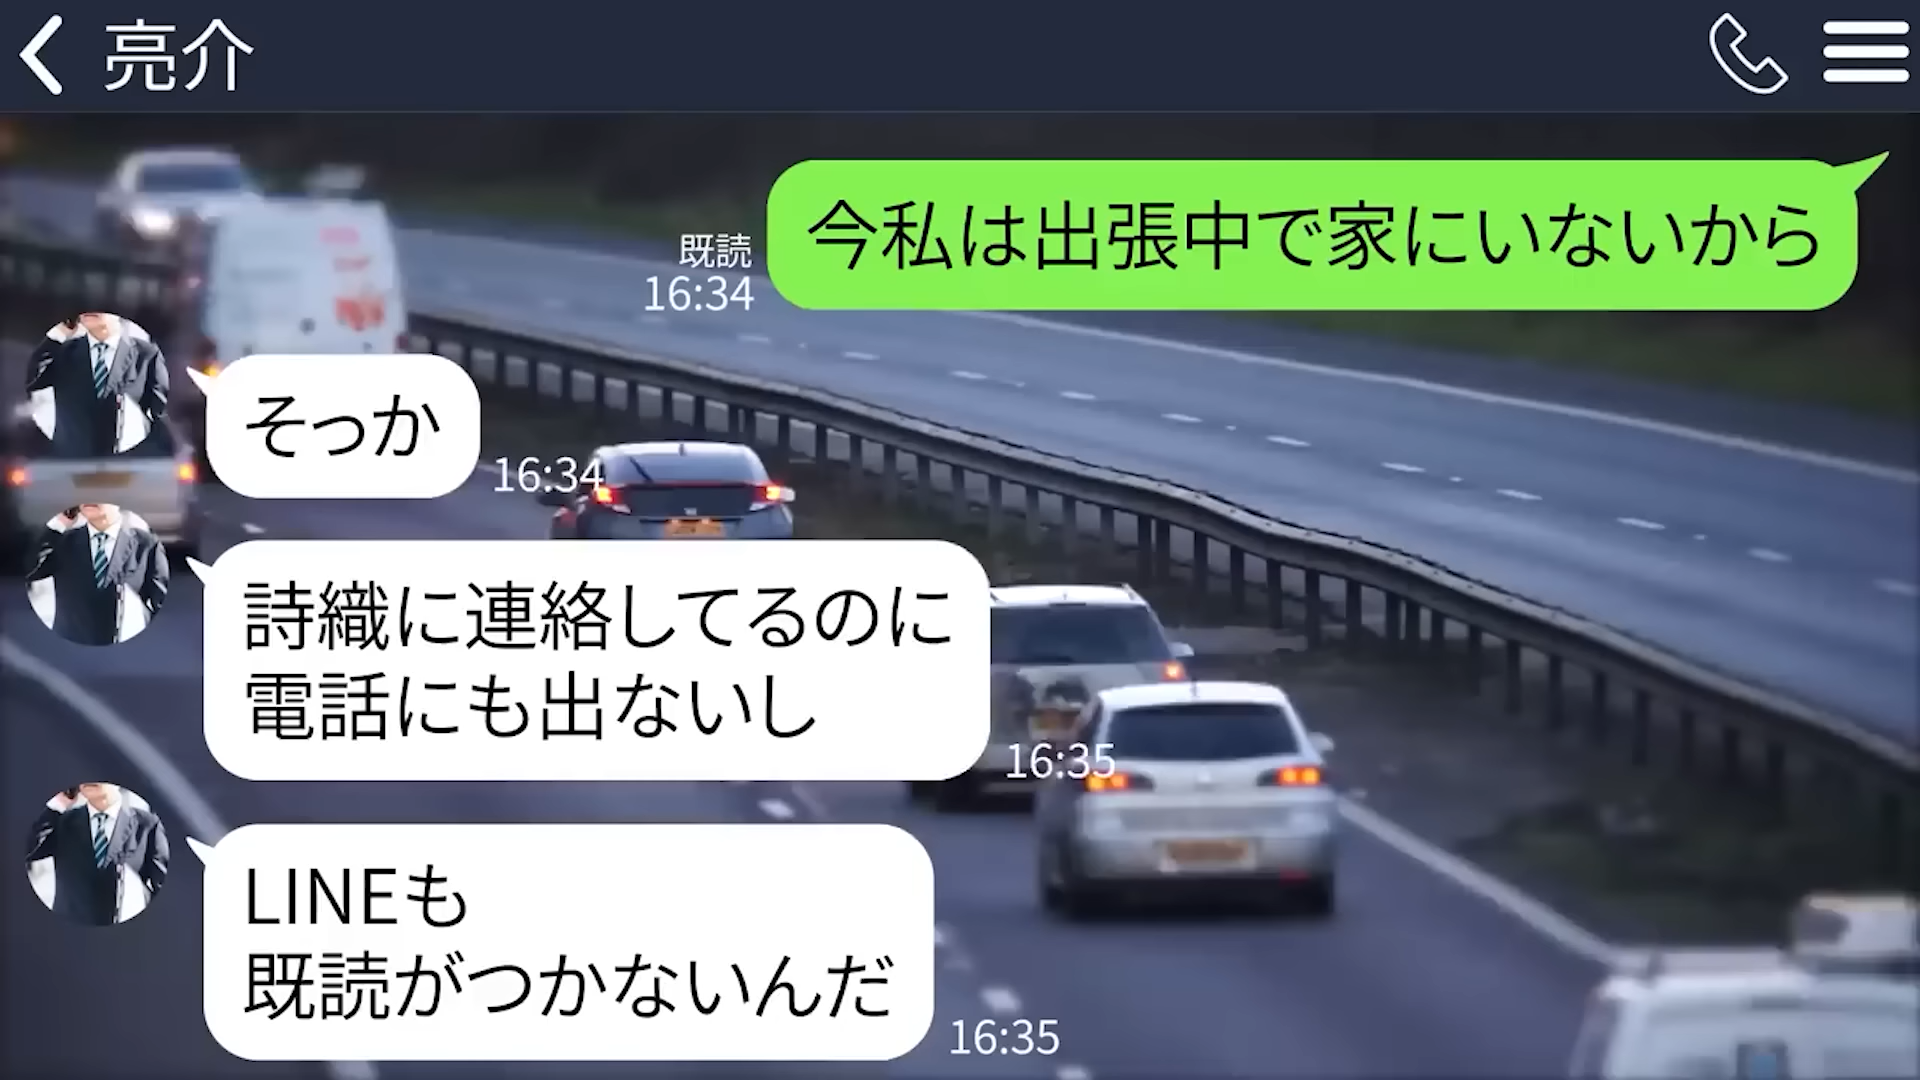 亮介
今私は出張中で家にいないから
既読
16:34
そっか
16:34
詩織に連絡してるのに
電話にも出ないし
16:35
LINEも
既読がつかないんだ
16:35